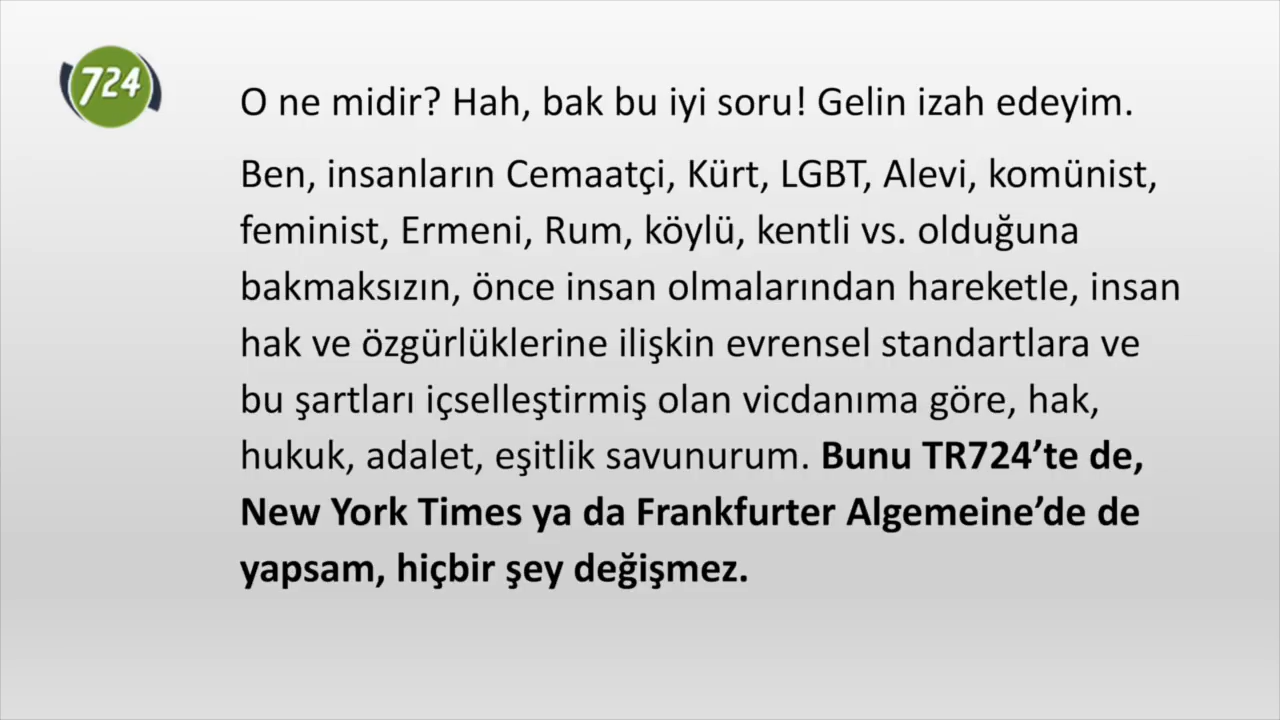 724
O ne midir? Hah, bak bu iyi soru! Gelin izah edeyim.
Ben, insanların Cemaatçi, Kürt, LGBT, Alevi, komünist,
feminist, Ermeni, Rum, köylü, kentli vs. olduğuna
bakmaksızın, önce insan olmalarından hareketle, insan
hak ve özgürlüklerine ilişkin evrensel standartlara ve
bu şartları içselleştirmiş olan vicdanıma göre, hak,
hukuk, adalet, eşitlik savunurum. Bunu TR724’te de,
New York Times ya da Frankfurter Algemeine’de de
yapsam, hiçbir şey değişmez.